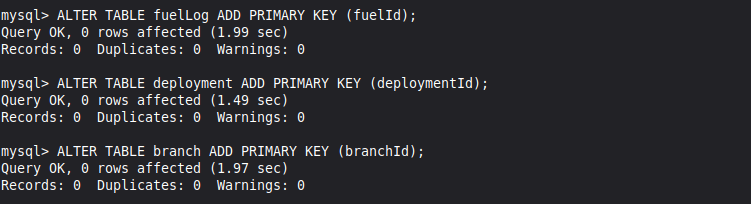 mysql> ALTER TABLE fuelLog ADD PRIMARY KEY (fuelId);
Query OK, 0 rows affected (1.99 sec)
Records: 0  Duplicates: 0  Warnings: 0
mysql> ALTER TABLE deployment ADD PRIMARY KEY (deploymentId);
Query OK, 0 rows affected (1.49 sec)
Records: 0  Duplicates: 0  Warnings: 0
mysql> ALTER TABLE branch ADD PRIMARY KEY (branchId);
Query OK, 0 rows affected (1.97 sec)
Records: 0  Duplicates: 0  Warnings: 0